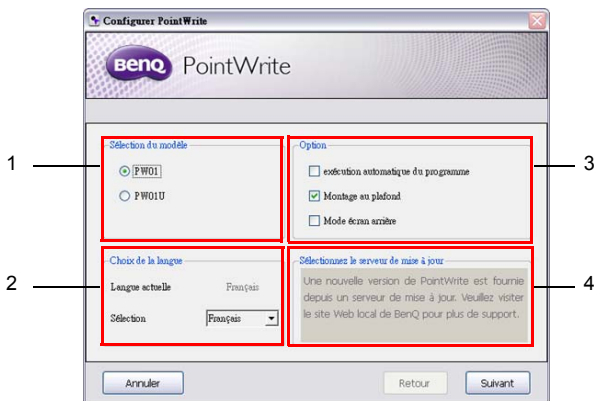 Configurer PointWrite
BenQ PointWrite
1
Sélection du modèle
PW01
PW01U
Option
exécution automatique du programme
Montage au plafond
Mode écran arrière
3
2
Choix de la langue
Langue actuelle Français
Sélection Français
Sélectionnez le serveur de mise à jour
Une nouvelle version de PointWrite est fournie
depuis un serveur de mise à jour. Veuillez visiter
le site Web local de BenQ pour plus de support.
4
Annuler Retour Suivant